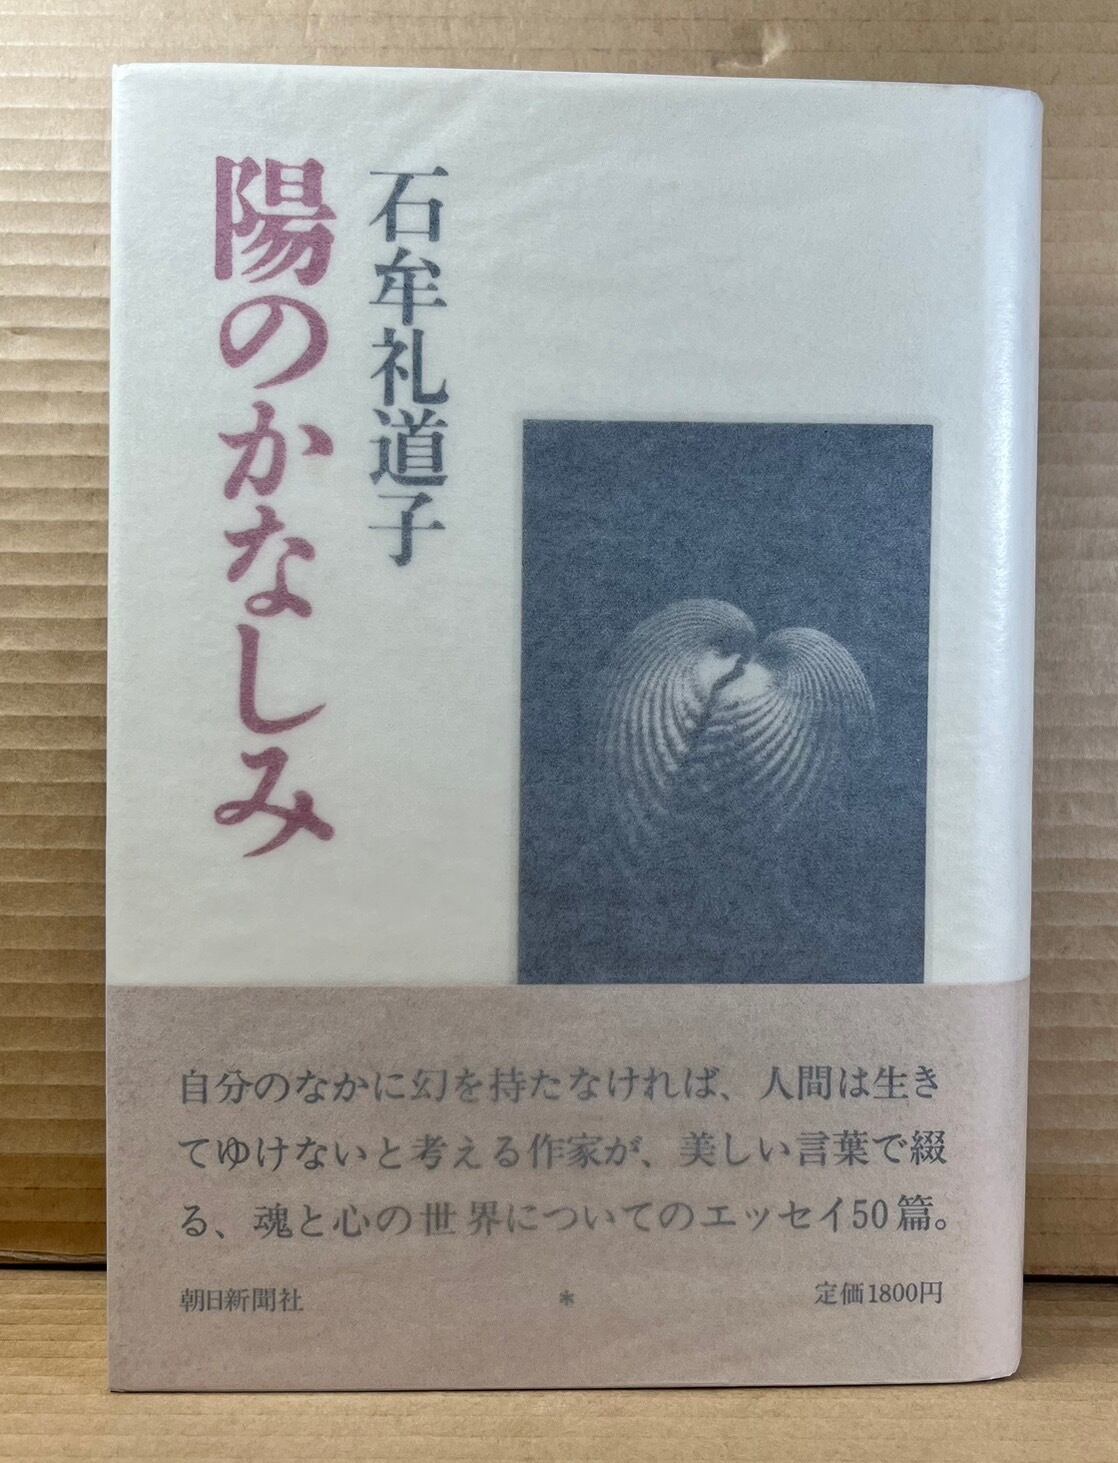 石牟礼道子
陽のかなしみ
自分のなかに幻を持たなければ、人間は生き
てゆけないと考える作家が、美しい言葉で綴
る、魂と心の世界についてのエッセイ50篇。
朝日新聞社
*
定価1800円